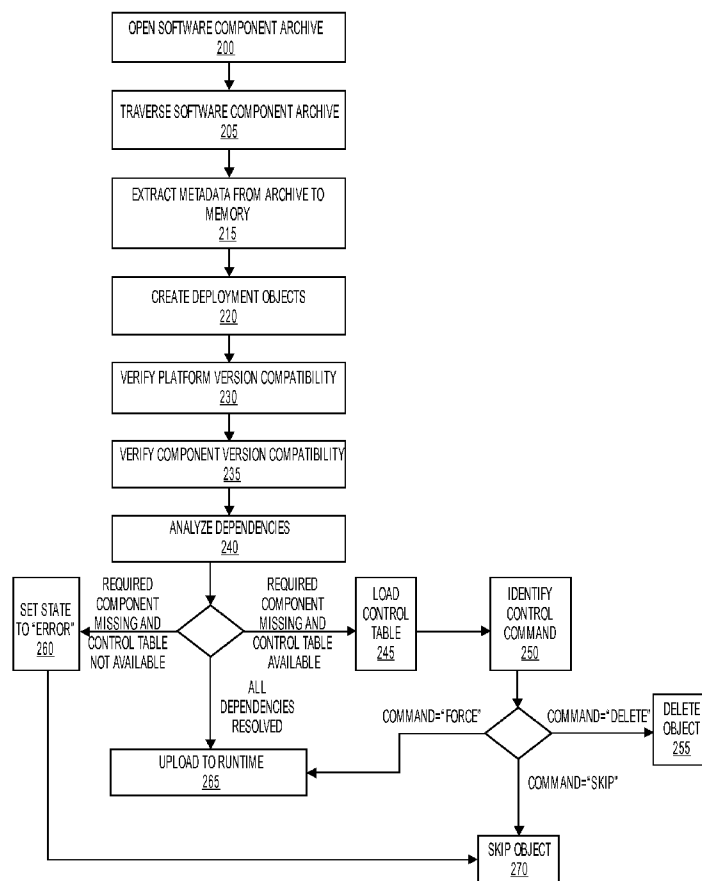 OPEN SOFTWARE COMPONENT ARCHIVE
200
TRAVERSE SOFTWARE COMPONENT ARCHIVE
205
EXTRACT METADATA FROM ARCHIVE TO
MEMORY
215
CREATE DEPLOYMENT OBJECTS
220
VERIFY PLATFORM VERSION COMPATIBILITY
230
VERIFY COMPONENT VERSION COMPATIBILITY
235
ANALYZE DEPENDENCIES
240
SET STATE
TO "ERROR"
260
REQUIRED
COMPONENT
MISSING AND
CONTROL TABLE
NOT AVAILABLE
REQUIRED
COMPONENT
MISSING AND
CONTROL TABLE
AVAILABLE
LOAD
CONTROL
TABLE
245
IDENTIFY
CONTROL
COMMAND
250
ALL
DEPENDENCIES
RESOLVED
COMMAND="FORCE"
COMMAND="DELETE"
DELETE
OBJECT
255
UPLOAD TO RUNTIME
265
COMMAND="SKIP"
SKIP OBJECT
270